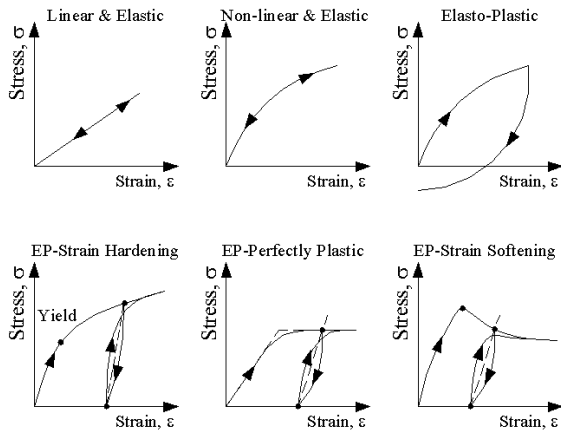 Linear & Elastic
Stress, σ
Strain, ε
Non-linear & Elastic
Stress, σ
Strain, ε
Elasto-Plastic
Stress, σ
Strain, ε
EP-Strain Hardening
Stress, σ
Yield
Strain, ε
EP-Perfectly Plastic
Stress, σ
Strain, ε
EP-Strain Softening
Stress, σ
Strain, ε